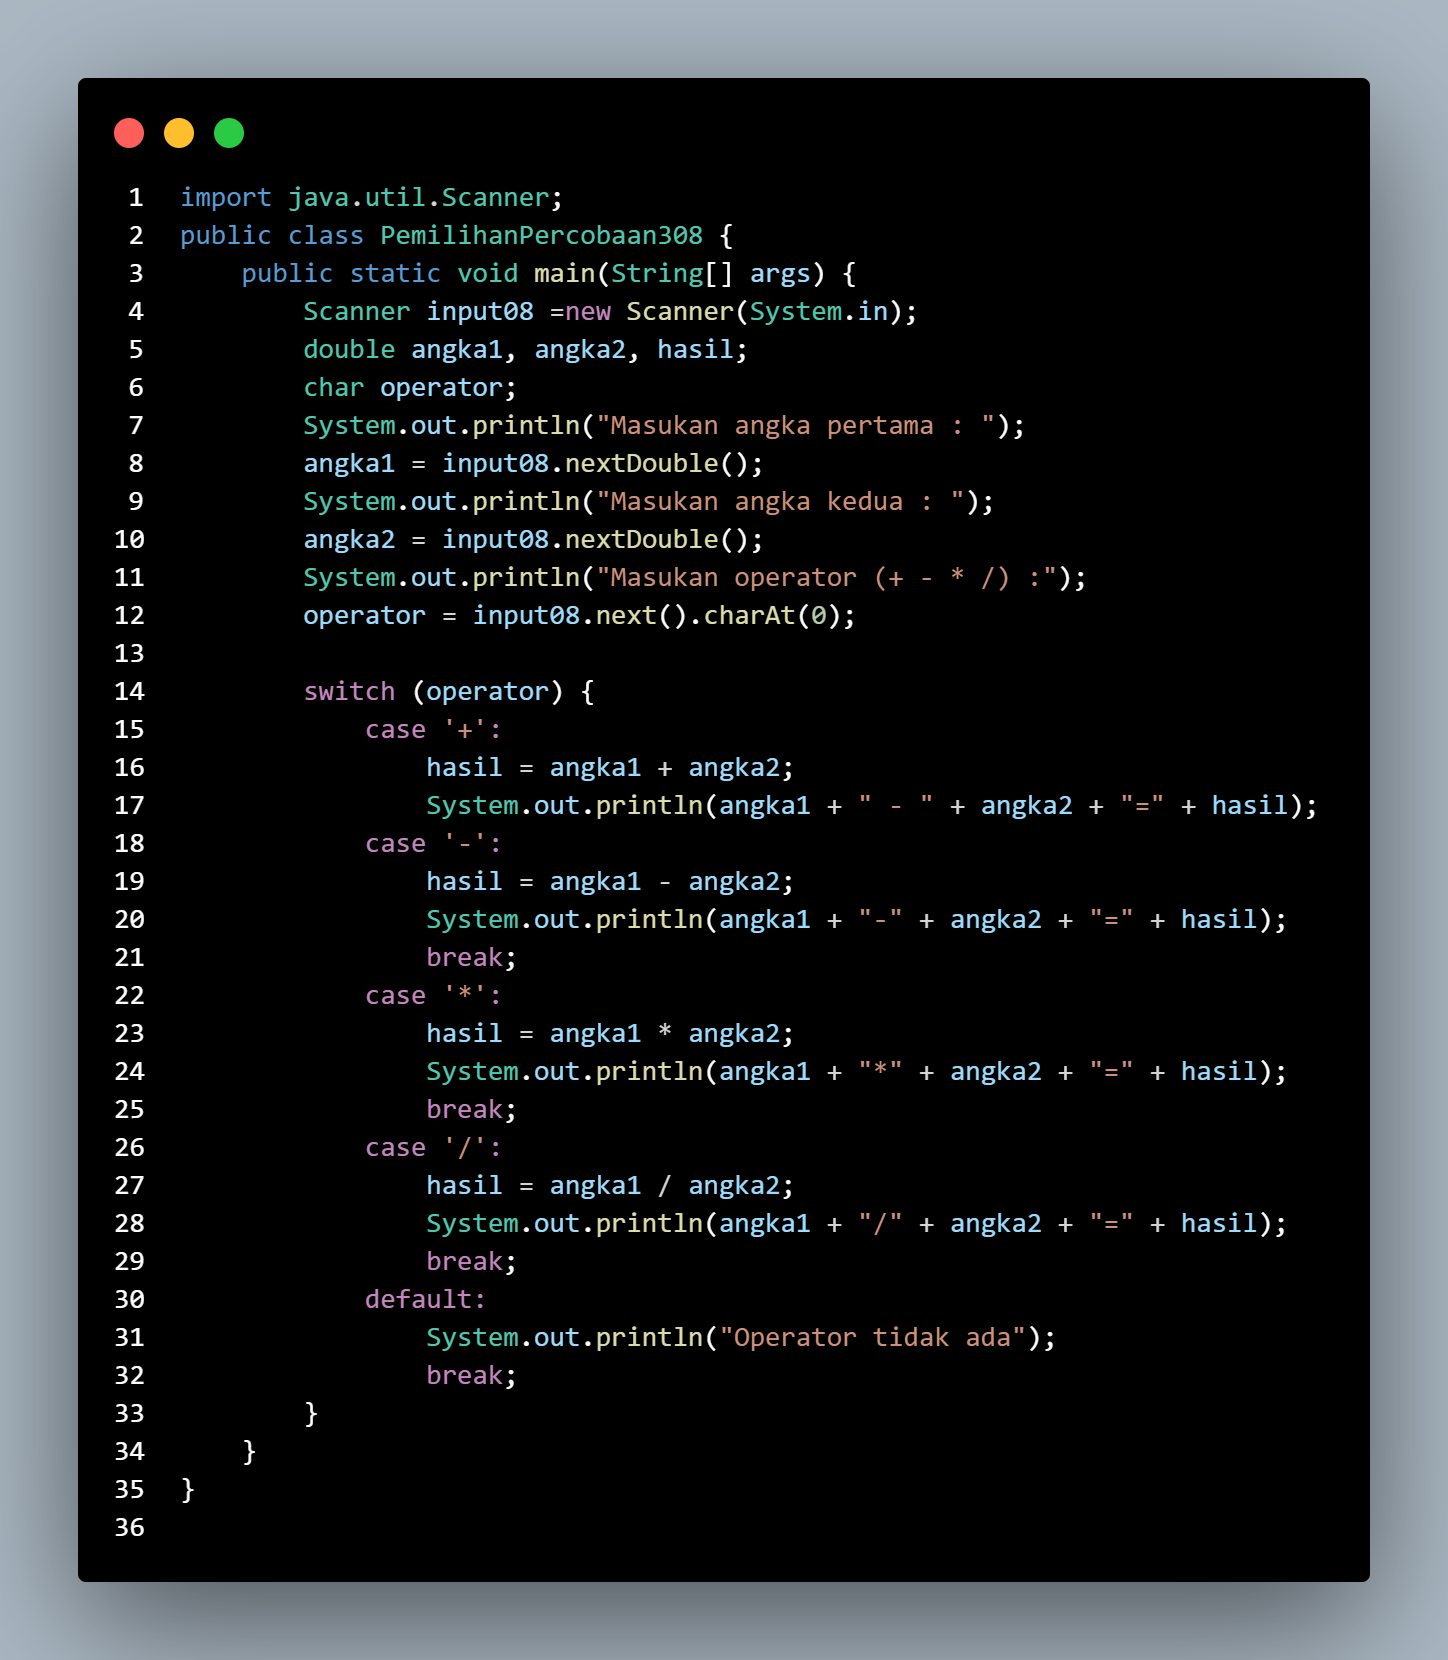 1 import java.util.Scanner;
2 public class PemilihanPercobaan308 {
3     public static void main(String[] args) {
4         Scanner input08 =new Scanner(System.in);
5         double angka1, angka2, hasil;
6         char operator;
7         System.out.println("Masukan angka pertama : ");
8         angka1 = input08.nextDouble();
9         System.out.println("Masukan angka kedua : ");
10         angka2 = input08.nextDouble();
11         System.out.println("Masukan operator (+ - * /) :");
12         operator = input08.next().charAt(0);
13
14         switch (operator) {
15             case '+':
16                 hasil = angka1 + angka2;
17                 System.out.println(angka1 + " - " + angka2 + "=" + hasil);
18             case '-':
19                 hasil = angka1 - angka2;
20                 System.out.println(angka1 + "-" + angka2 + "=" + hasil);
21                 break;
22             case '*':
23                 hasil = angka1 * angka2;
24                 System.out.println(angka1 + "*" + angka2 + "=" + hasil);
25                 break;
26             case '/':
27                 hasil = angka1 / angka2;
28                 System.out.println(angka1 + "/" + angka2 + "=" + hasil);
29                 break;
30             default:
31                 System.out.println("Operator tidak ada");
32                 break;
33         }
34     }
35 }
36